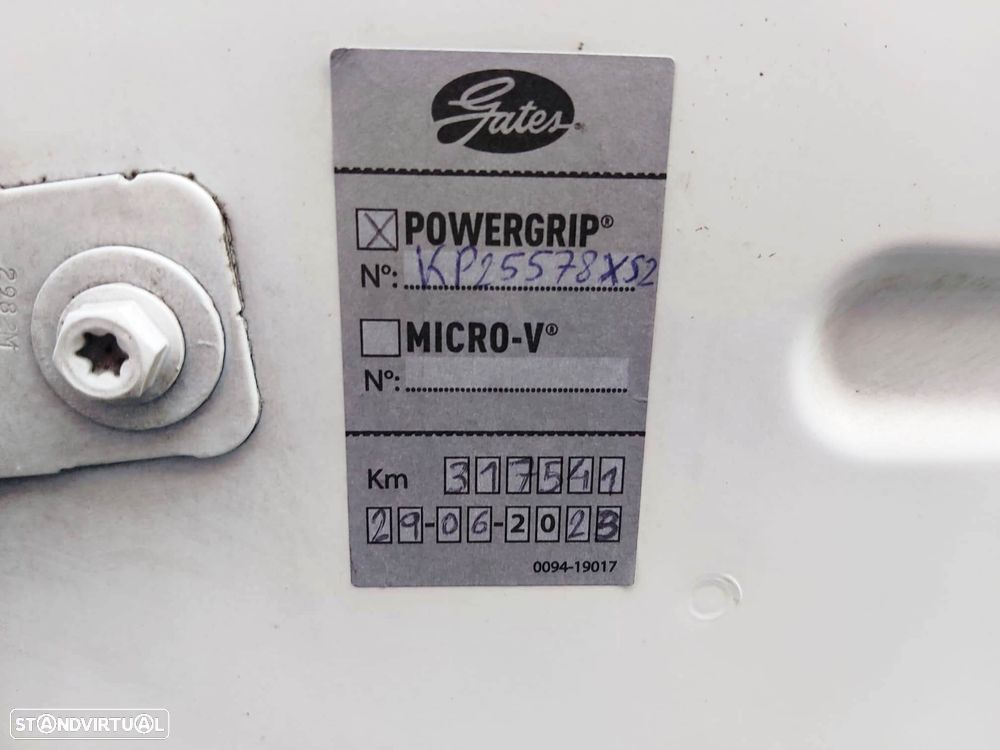 Gates®
POWERGRIP®
Nº: KP25578XS2
MICRO-V®
Nº:
Km 317541
29-06-2023
0094-19017
STANDVIRTUAL